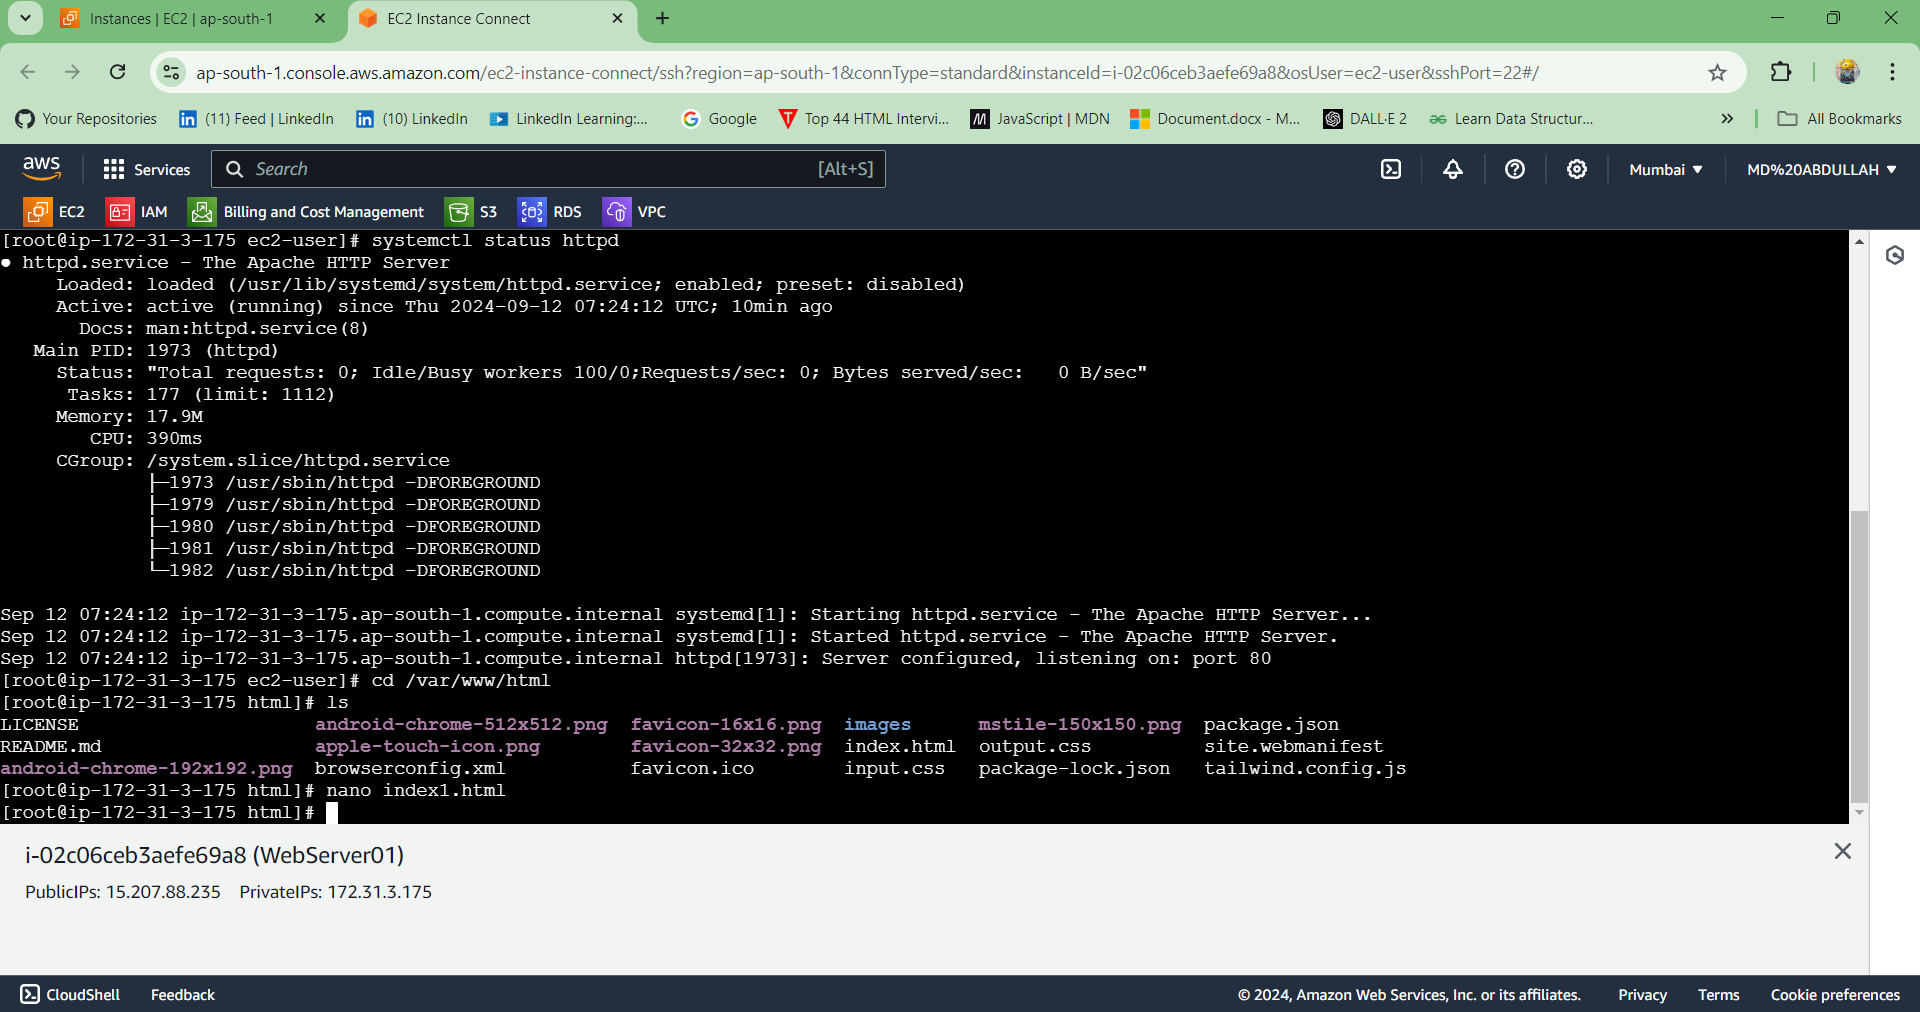 Instances | EC2 | ap-south-1
EC2 Instance Connect
ap-south-1.console.aws.amazon.com/ec2-instance-connect/ssh?region=ap-south-1&connType=standard&instanceId=i-02c06ceb3aefe69a8&osUser=ec2-user&sshPort=22#/
Your Repositories (11) Feed | LinkedIn (10) LinkedIn LinkedIn Learning:... Google Top 44 HTML Intervi... JavaScript | MDN Document.docx - M... DALL·E 2 Learn Data Structur... » All Bookmarks
aws Services Search [Alt+S] Mumbai ▼ MD%20ABDULLAH ▼
EC2 IAM Billing and Cost Management S3 RDS VPC
[root@ip-172-31-3-175 ec2-user]# systemctl status httpd
● httpd.service - The Apache HTTP Server
Loaded: loaded (/usr/lib/systemd/system/httpd.service; enabled; preset: disabled)
Active: active (running) since Thu 2024-09-12 07:24:12 UTC; 10min ago
Docs: man:httpd.service(8)
Main PID: 1973 (httpd)
Status: "Total requests: 0; Idle/Busy workers 100/0;Requests/sec: 0; Bytes served/sec:   0 B/sec"
Tasks: 177 (limit: 1112)
Memory: 17.9M
CPU: 390ms
CGroup: /system.slice/httpd.service
├─1973 /usr/sbin/httpd -DFOREGROUND
├─1979 /usr/sbin/httpd -DFOREGROUND
├─1980 /usr/sbin/httpd -DFOREGROUND
├─1981 /usr/sbin/httpd -DFOREGROUND
└─1982 /usr/sbin/httpd -DFOREGROUND
Sep 12 07:24:12 ip-172-31-3-175.ap-south-1.compute.internal systemd[1]: Starting httpd.service - The Apache HTTP Server...
Sep 12 07:24:12 ip-172-31-3-175.ap-south-1.compute.internal systemd[1]: Started httpd.service - The Apache HTTP Server.
Sep 12 07:24:12 ip-172-31-3-175.ap-south-1.compute.internal httpd[1973]: Server configured, listening on: port 80
[root@ip-172-31-3-175 ec2-user]# cd /var/www/html
[root@ip-172-31-3-175 html]# ls
LICENSE android-chrome-512x512.png favicon-16x16.png images mstile-150x150.png package.json
README.md apple-touch-icon.png favicon-32x32.png index.html output.css site.webmanifest
android-chrome-192x192.png browserconfig.xml favicon.ico input.css package-lock.json tailwind.config.js
[root@ip-172-31-3-175 html]# nano index1.html
[root@ip-172-31-3-175 html]#
i-02c06ceb3aefe69a8 (WebServer01)
PublicIPs: 15.207.88.235 PrivateIPs: 172.31.3.175
CloudShell Feedback © 2024, Amazon Web Services, Inc. or its affiliates. Privacy Terms Cookie preferences